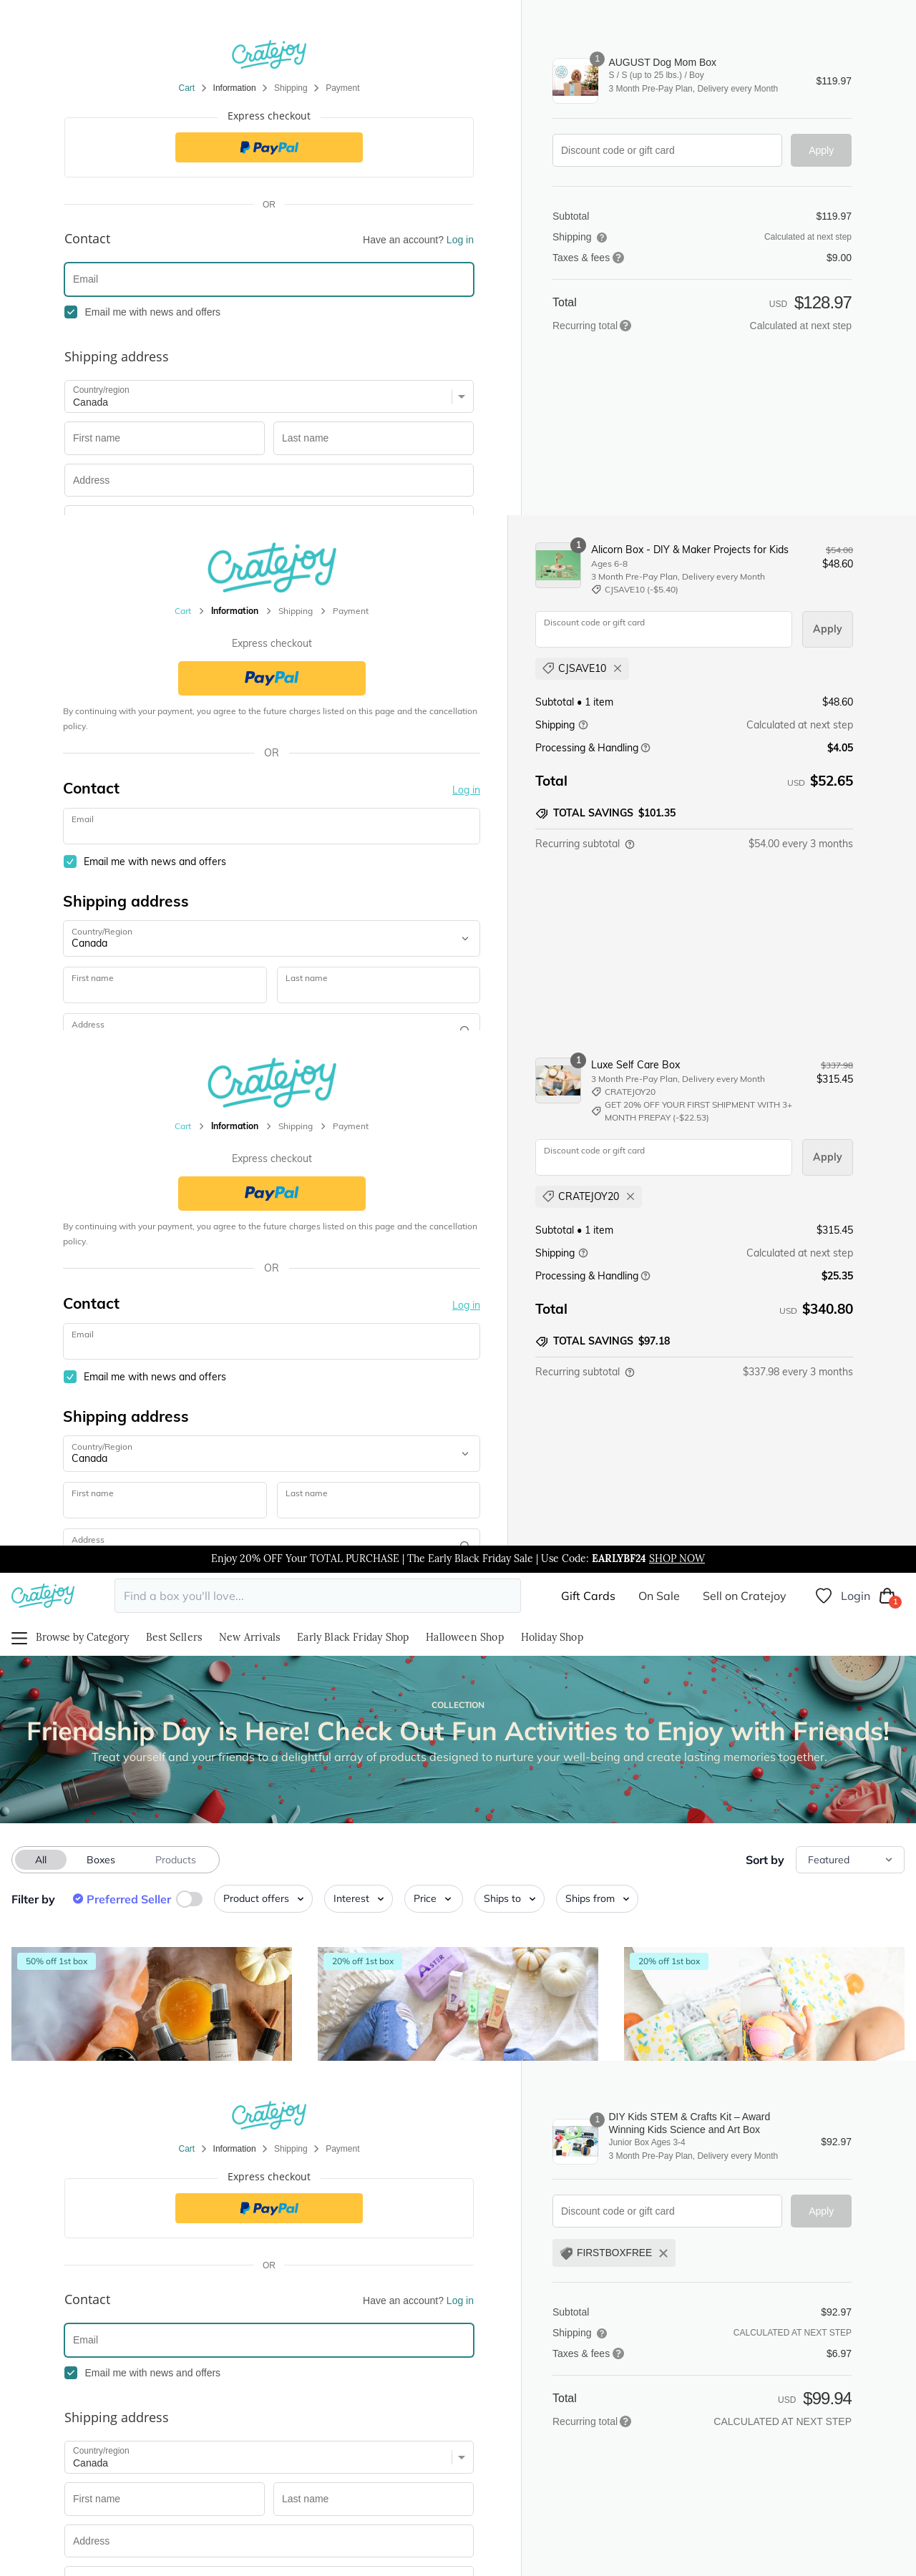 Cratejoy
Cart > Information > Shipping > Payment
Express checkout
PayPal
OR
Contact
Have an account? Log in
Email
Email me with news and offers
Shipping address
Country/region
Canada
First name
Last name
Address
1
AUGUST Dog Mom Box
S / S (up to 25 lbs.) / Boy
3 Month Pre-Pay Plan, Delivery every Month
$119.97
Discount code or gift card
Apply
Subtotal
$119.97
Shipping ?
Calculated at next step
Taxes & fees ?
$9.00
Total
USD $128.97
Recurring total ?
Calculated at next step
Cratejoy
Cart > Information > Shipping > Payment
Express checkout
PayPal
By continuing with your payment, you agree to the future charges listed on this page and the cancellation
policy.
OR
Contact
Log in
Email
Email me with news and offers
Shipping address
Country/Region
Canada
First name
Last name
Address
1
Alicorn Box - DIY & Maker Projects for Kids
Ages 6-8
3 Month Pre-Pay Plan, Delivery every Month
CJSAVE10 (-$5.40)
$54.00
$48.60
Discount code or gift card
Apply
CJSAVE10
Subtotal • 1 item
$48.60
Shipping ?
Calculated at next step
Processing & Handling ?
$4.05
Total
USD $52.65
TOTAL SAVINGS $101.35
Recurring subtotal ?
$54.00 every 3 months
Cratejoy
Cart > Information > Shipping > Payment
Express checkout
PayPal
By continuing with your payment, you agree to the future charges listed on this page and the cancellation
policy.
OR
Contact
Log in
Email
Email me with news and offers
Shipping address
Country/Region
Canada
First name
Last name
Address
1
Luxe Self Care Box
3 Month Pre-Pay Plan, Delivery every Month
CRATEJOY20
GET 20% OFF YOUR FIRST SHIPMENT WITH 3+
MONTH PREPAY (-$22.53)
$337.98
$315.45
Discount code or gift card
Apply
CRATEJOY20
Subtotal • 1 item
$315.45
Shipping ?
Calculated at next step
Processing & Handling ?
$25.35
Total
USD $340.80
TOTAL SAVINGS $97.18
Recurring subtotal ?
$337.98 every 3 months
Enjoy 20% OFF Your TOTAL PURCHASE | The Early Black Friday Sale | Use Code: EARLYBF24 SHOP NOW
Cratejoy
Find a box you'll love...
Gift Cards
On Sale
Sell on Cratejoy
Login
1
Browse by Category
Best Sellers
New Arrivals
Early Black Friday Shop
Halloween Shop
Holiday Shop
COLLECTION
Friendship Day is Here! Check Out Fun Activities to Enjoy with Friends!
Treat yourself and your friends to a delightful array of products designed to nurture your well-being and create lasting memories together.
All
Boxes
Products
Sort by
Featured
Filter by
Preferred Seller
Product offers
Interest
Price
Ships to
Ships from
50% off 1st box
20% off 1st box
ASTER
20% off 1st box
Cratejoy
Cart > Information > Shipping > Payment
Express checkout
PayPal
OR
Contact
Have an account? Log in
Email
Email me with news and offers
Shipping address
Country/region
Canada
First name
Last name
Address
1
DIY Kids STEM & Crafts Kit – Award
Winning Kids Science and Art Box
Junior Box Ages 3-4
3 Month Pre-Pay Plan, Delivery every Month
$92.97
Discount code or gift card
Apply
FIRSTBOXFREE
Subtotal
$92.97
Shipping ?
CALCULATED AT NEXT STEP
Taxes & fees ?
$6.97
Total
USD $99.94
Recurring total ?
CALCULATED AT NEXT STEP